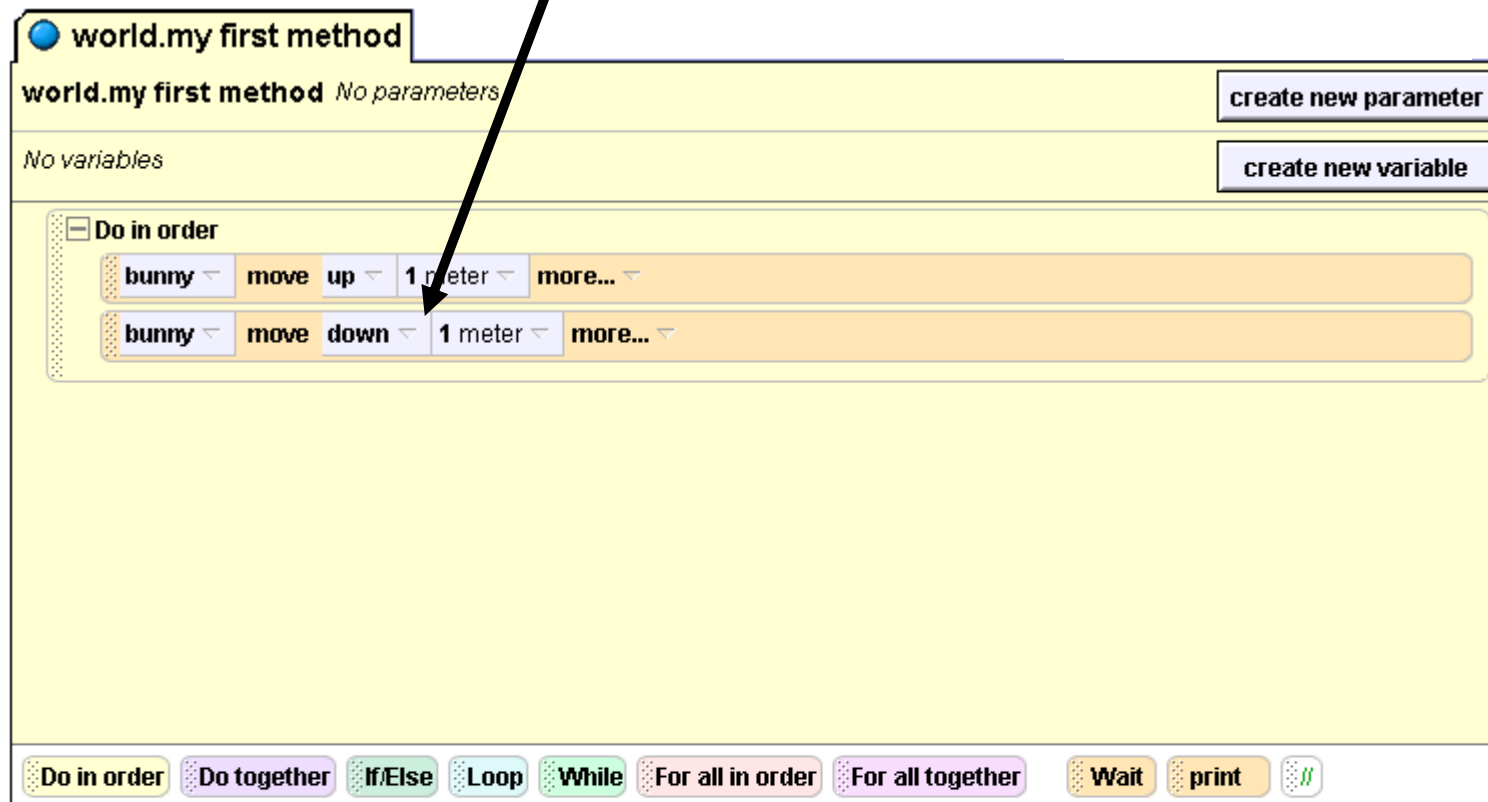 world.my first method
world.my first method No parameters create new parameter
No variables create new variable
Do in order
bunny move up 1 meter more...
bunny move down 1 meter more...
Do in order Do together If/Else Loop While For all in order For all together Wait print //